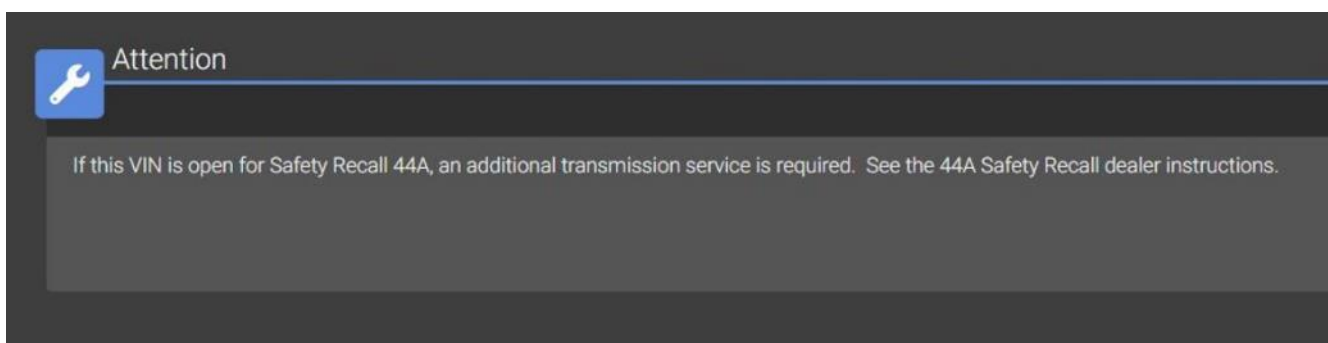 Attention
If this VIN is open for Safety Recall 44A, an additional transmission service is required.  See the 44A Safety Recall dealer instructions.